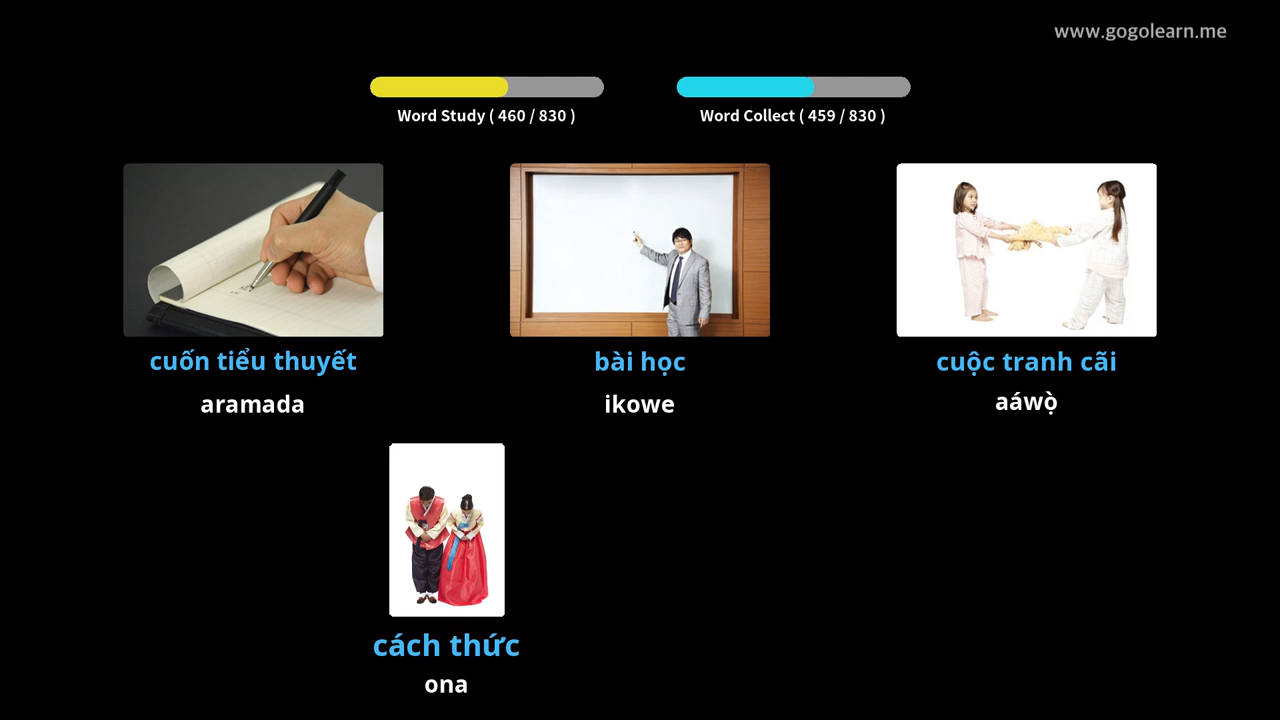 www.gogolearn.me
Word Study ( 460 / 830 )
Word Collect ( 459 / 830 )
cuốn tiểu thuyết
aramada
bài học
ikowe
cuộc tranh cãi
aáwọ̀
cách thức
ona